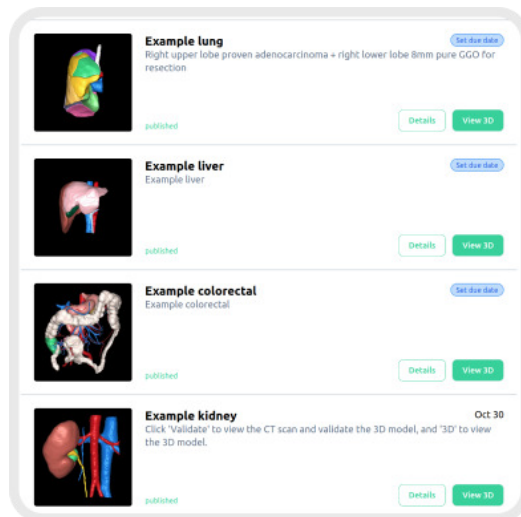 Example lung
Set due date
Right upper lobe proven adenocarcinoma + right lower lobe 8mm pure GGO for
resection
published
Details
View 3D
Example liver
Set due date
Example liver
published
Details
View 3D
Example colorectal
Set due date
Example colorectal
published
Details
View 3D
Example kidney
Oct 30
Click 'Validate' to view the CT scan and validate the 3D model, and '3D' to view
the 3D model.
published
Details
View 3D